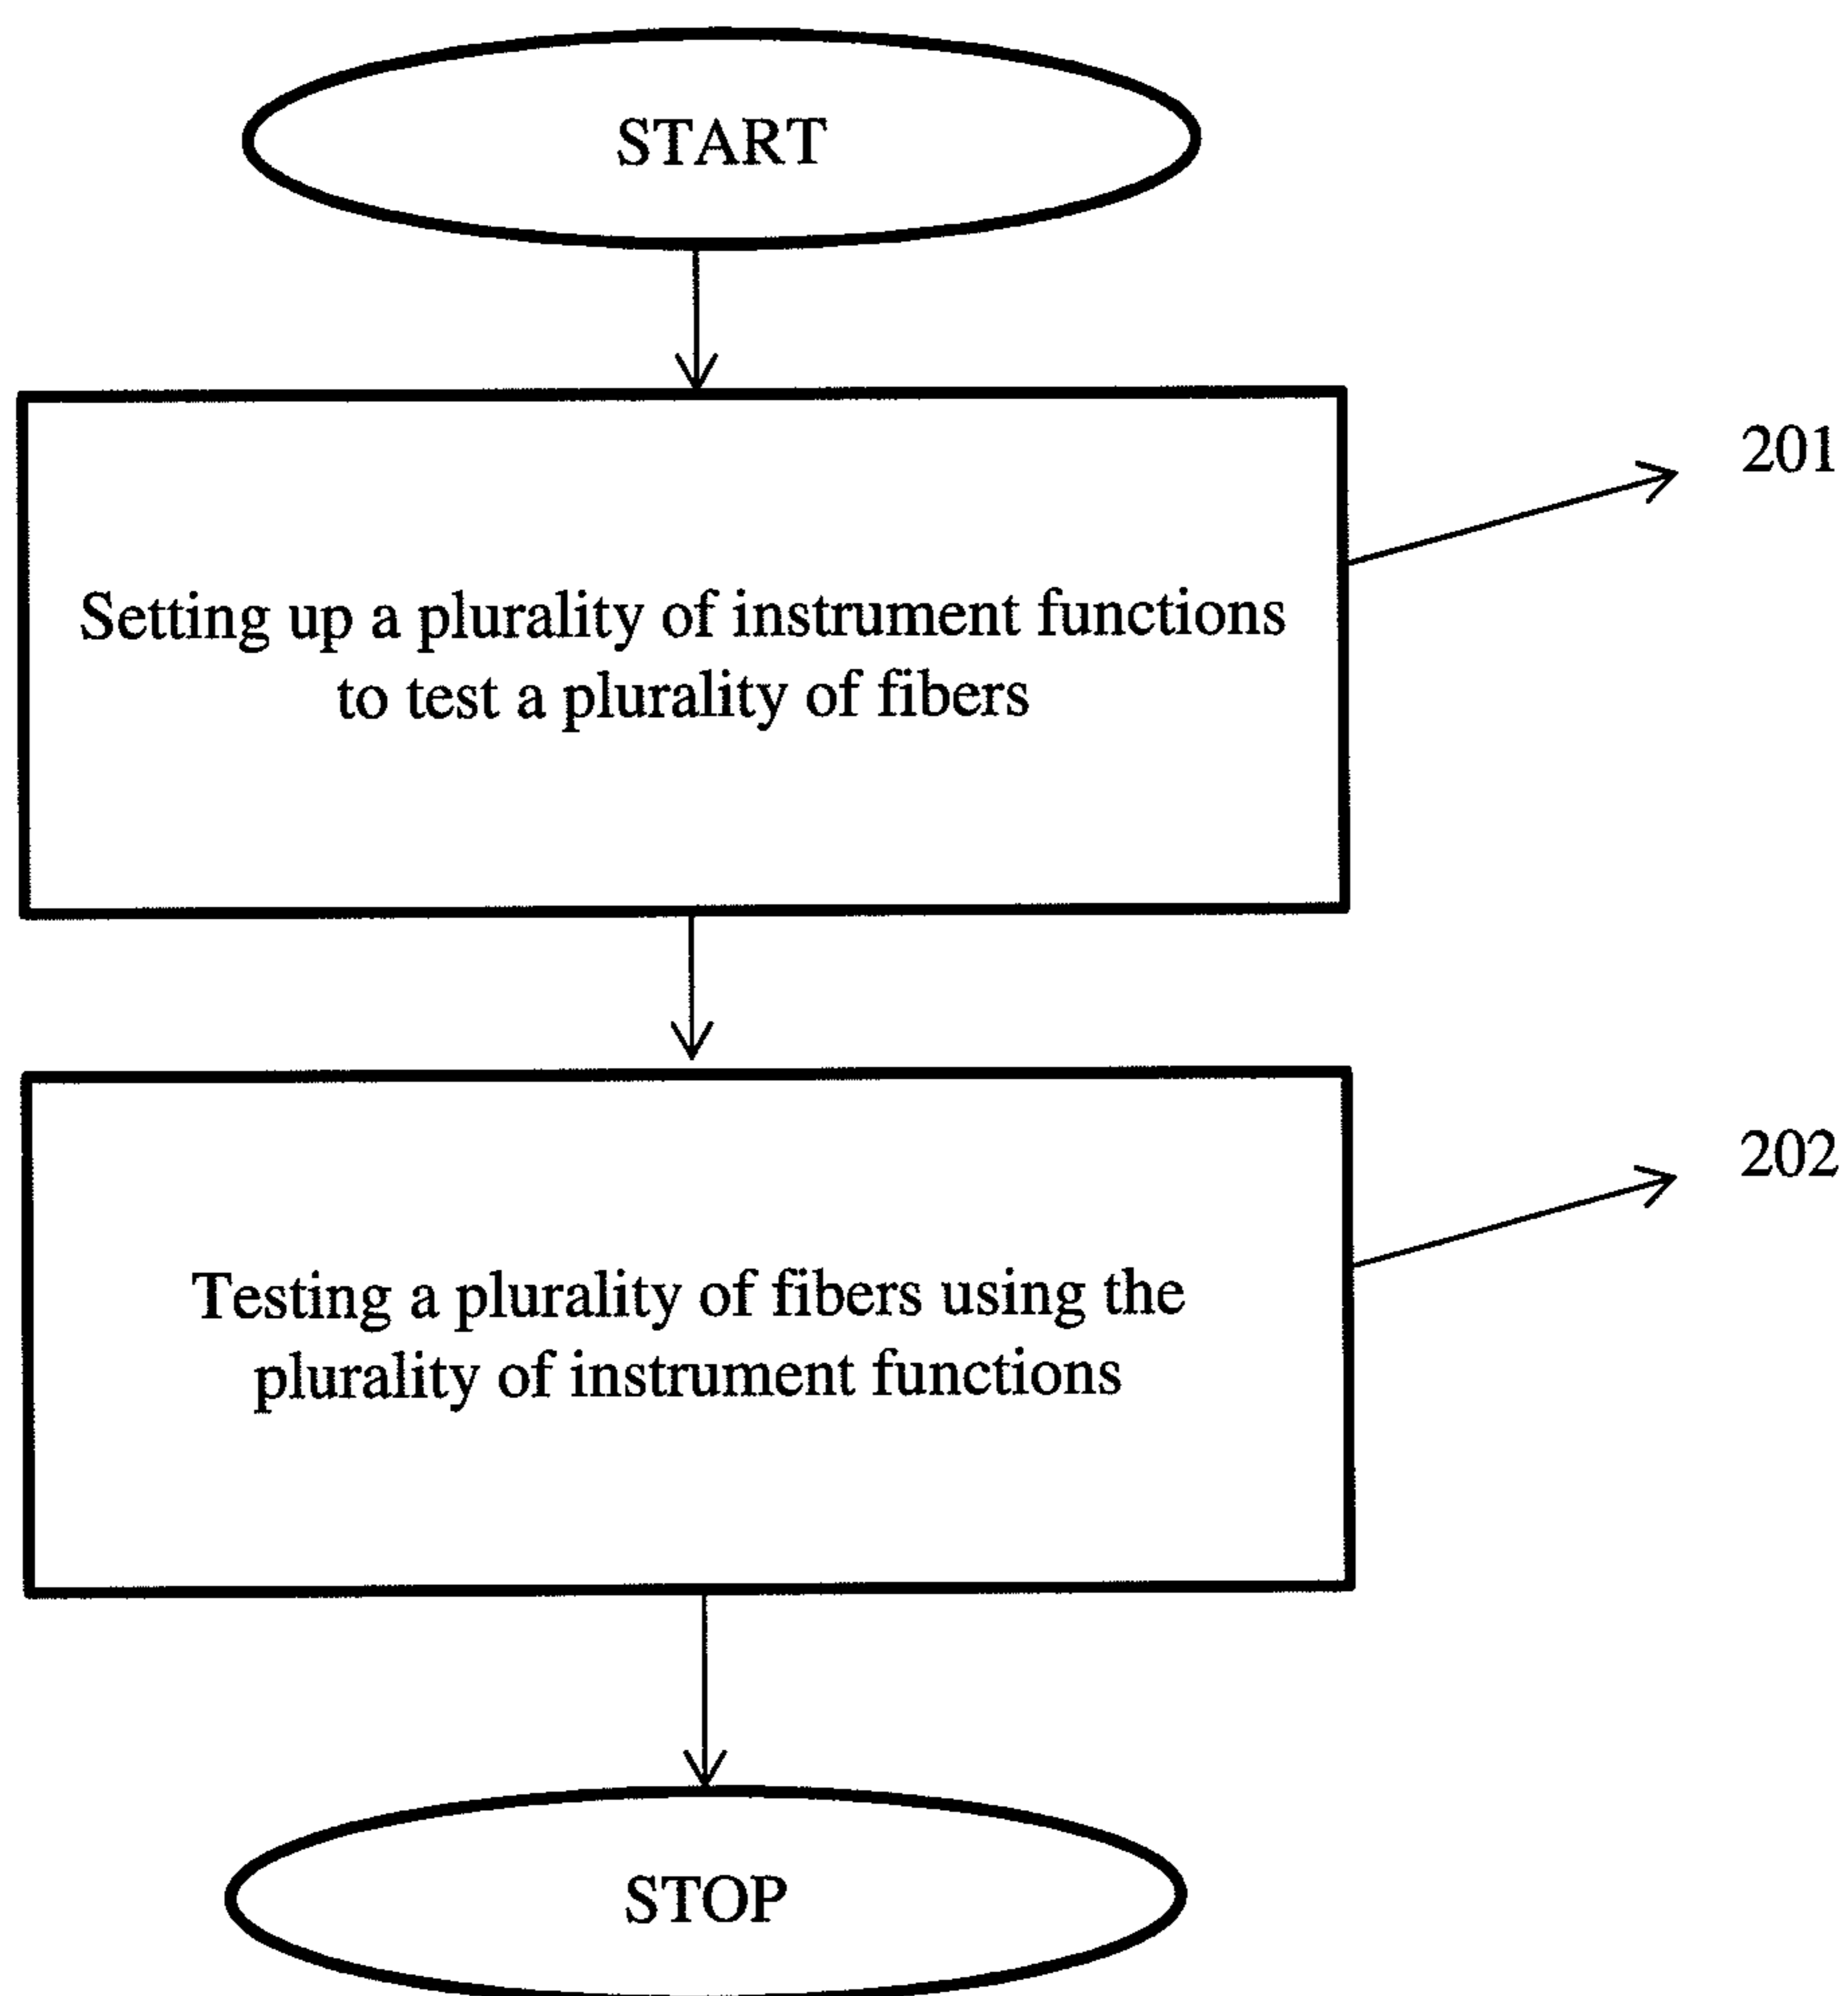 START
201
Setting up a plurality of instrument functions
to test a plurality of fibers
202
Testing a plurality of fibers using the
plurality of instrument functions
STOP